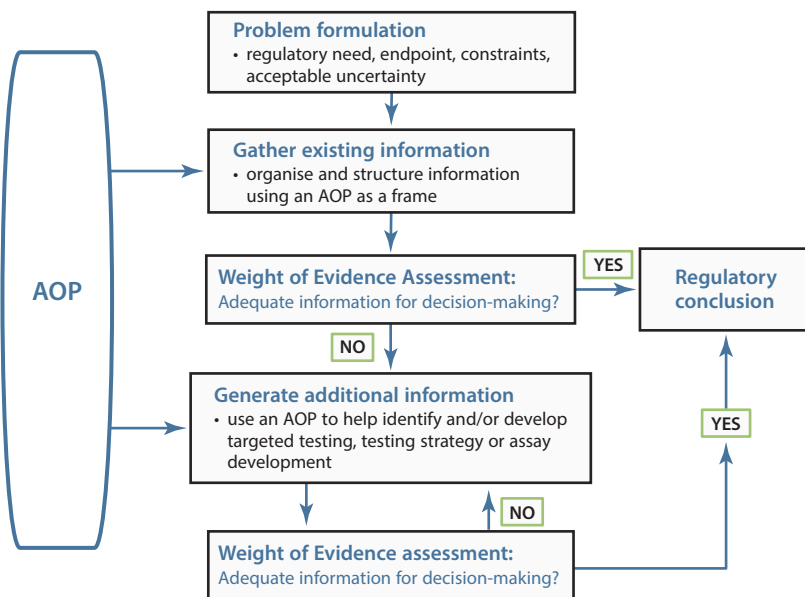 Problem formulation
• regulatory need, endpoint, constraints,
acceptable uncertainty
Gather existing information
• organise and structure information
using an AOP as a frame
AOP
Weight of Evidence Assessment:
Adequate information for decision-making?
YES
Regulatory
conclusion
NO
Generate additional information
• use an AOP to help identify and/or develop
targeted testing, testing strategy or assay
development
YES
NO
Weight of Evidence assessment:
Adequate information for decision-making?